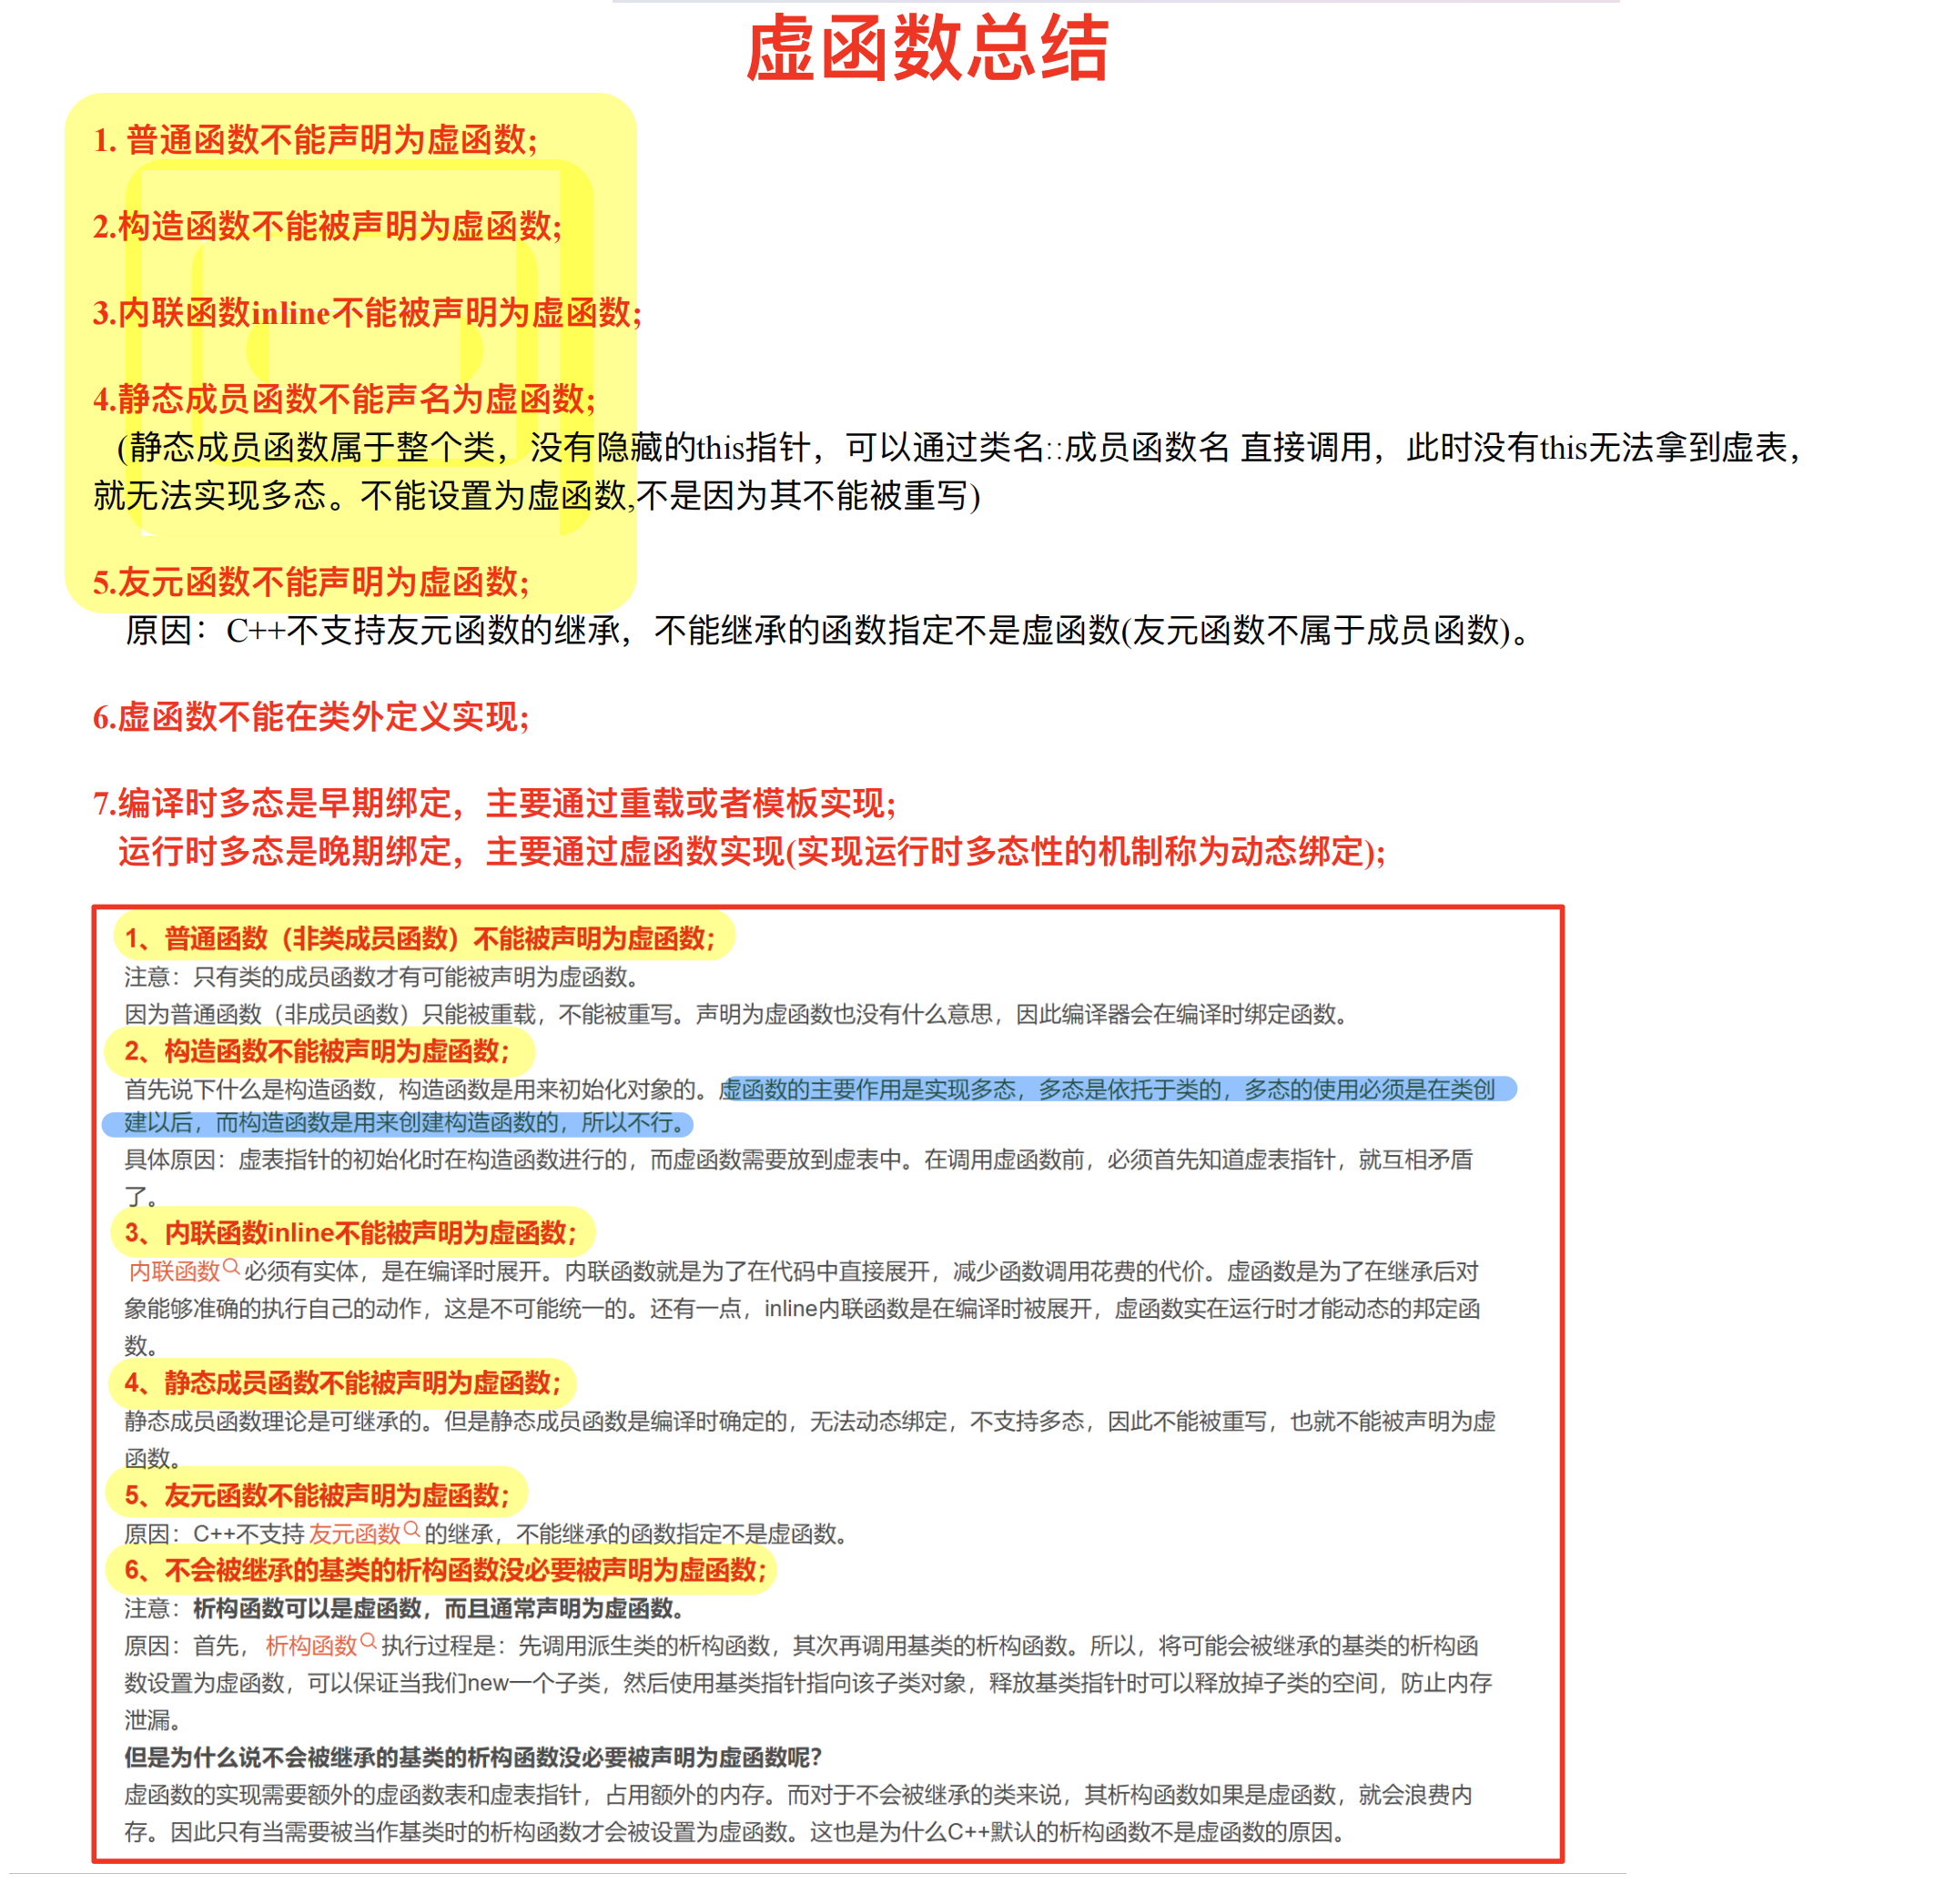 虚函数总结
1. 普通函数不能声明为虚函数;
2.构造函数不能被声明为虚函数;
3.内联函数inline不能被声明为虚函数;
4.静态成员函数不能声名为虚函数;
(静态成员函数属于整个类，没有隐藏的this指针，可以通过类名::成员函数名 直接调用，此时没有this无法拿到虚表，
就无法实现多态。不能设置为虚函数,不是因为其不能被重写)
5.友元函数不能声明为虚函数;
原因：C++不支持友元函数的继承，不能继承的函数指定不是虚函数(友元函数不属于成员函数)。
6.虚函数不能在类外定义实现;
7.编译时多态是早期绑定，主要通过重载或者模板实现;
运行时多态是晚期绑定，主要通过虚函数实现(实现运行时多态性的机制称为动态绑定);
1、普通函数（非类成员函数）不能被声明为虚函数；
注意：只有类的成员函数才有可能被声明为虚函数。
因为普通函数（非成员函数）只能被重载，不能被重写。声明为虚函数也没有什么意思，因此编译器会在编译时绑定函数。
2、构造函数不能被声明为虚函数；
首先说下什么是构造函数，构造函数是用来初始化对象的。虚函数的主要作用是实现多态，多态是依托于类的，多态的使用必须是在类创
建以后，而构造函数是用来创建构造函数的，所以不行。
具体原因：虚表指针的初始化时在构造函数进行的，而虚函数需要放到虚表中。在调用虚函数前，必须首先知道虚表指针，就互相矛盾
了。
3、内联函数inline不能被声明为虚函数；
内联函数必须有实体，是在编译时展开。内联函数就是为了在代码中直接展开，减少函数调用花费的代价。虚函数是为了在继承后对
象能够准确的执行自己的动作，这是不可能统一的。还有一点，inline内联函数是在编译时被展开，虚函数实在运行时才能动态的邦定函
数。
4、静态成员函数不能被声明为虚函数；
静态成员函数理论是可继承的。但是静态成员函数是编译时确定的，无法动态绑定，不支持多态，因此不能被重写，也就不能被声明为虚
函数。
5、友元函数不能被声明为虚函数；
原因：C++不支持 友元函数 的继承，不能继承的函数指定不是虚函数。
6、不会被继承的基类的析构函数没必要被声明为虚函数；
注意：析构函数可以是虚函数，而且通常声明为虚函数。
原因：首先， 析构函数 执行过程是：先调用派生类的析构函数，其次再调用基类的析构函数。所以，将可能会被继承的基类的析构函
数设置为虚函数，可以保证当我们new一个子类，然后使用基类指针指向该子类对象，释放基类指针时可以释放掉子类的空间，防止内存
泄漏。
但是为什么说不会被继承的基类的析构函数没必要被声明为虚函数呢？
虚函数的实现需要额外的虚函数表和虚表指针，占用额外的内存。而对于不会被继承的类来说，其析构函数如果是虚函数，就会浪费内
存。因此只有当需要被当作基类时的析构函数才会被设置为虚函数。这也是为什么C++默认的析构函数不是虚函数的原因。